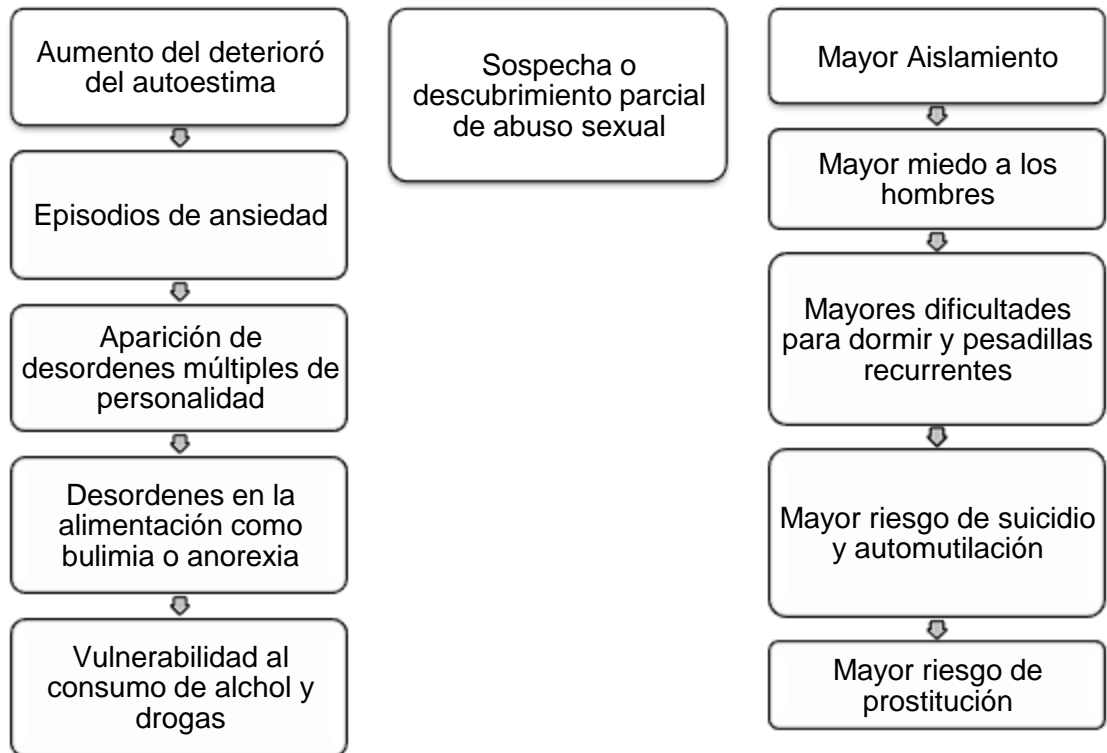 Aumento del deterioró
del autoestima
Episodios de ansiedad
Aparición de
desordenes múltiples de
personalidad
Desordenes en la
alimentación como
bulimia o anorexia
Vulnerabilidad al
consumo de alchol y
drogas
Sospecha o
descubrimiento parcial
de abuso sexual
Mayor Aislamiento
Mayor miedo a los
hombres
Mayores dificultades
para dormir y pesadillas
recurrentes
Mayor riesgo de suicidio
y automutilación
Mayor riesgo de
prostitución